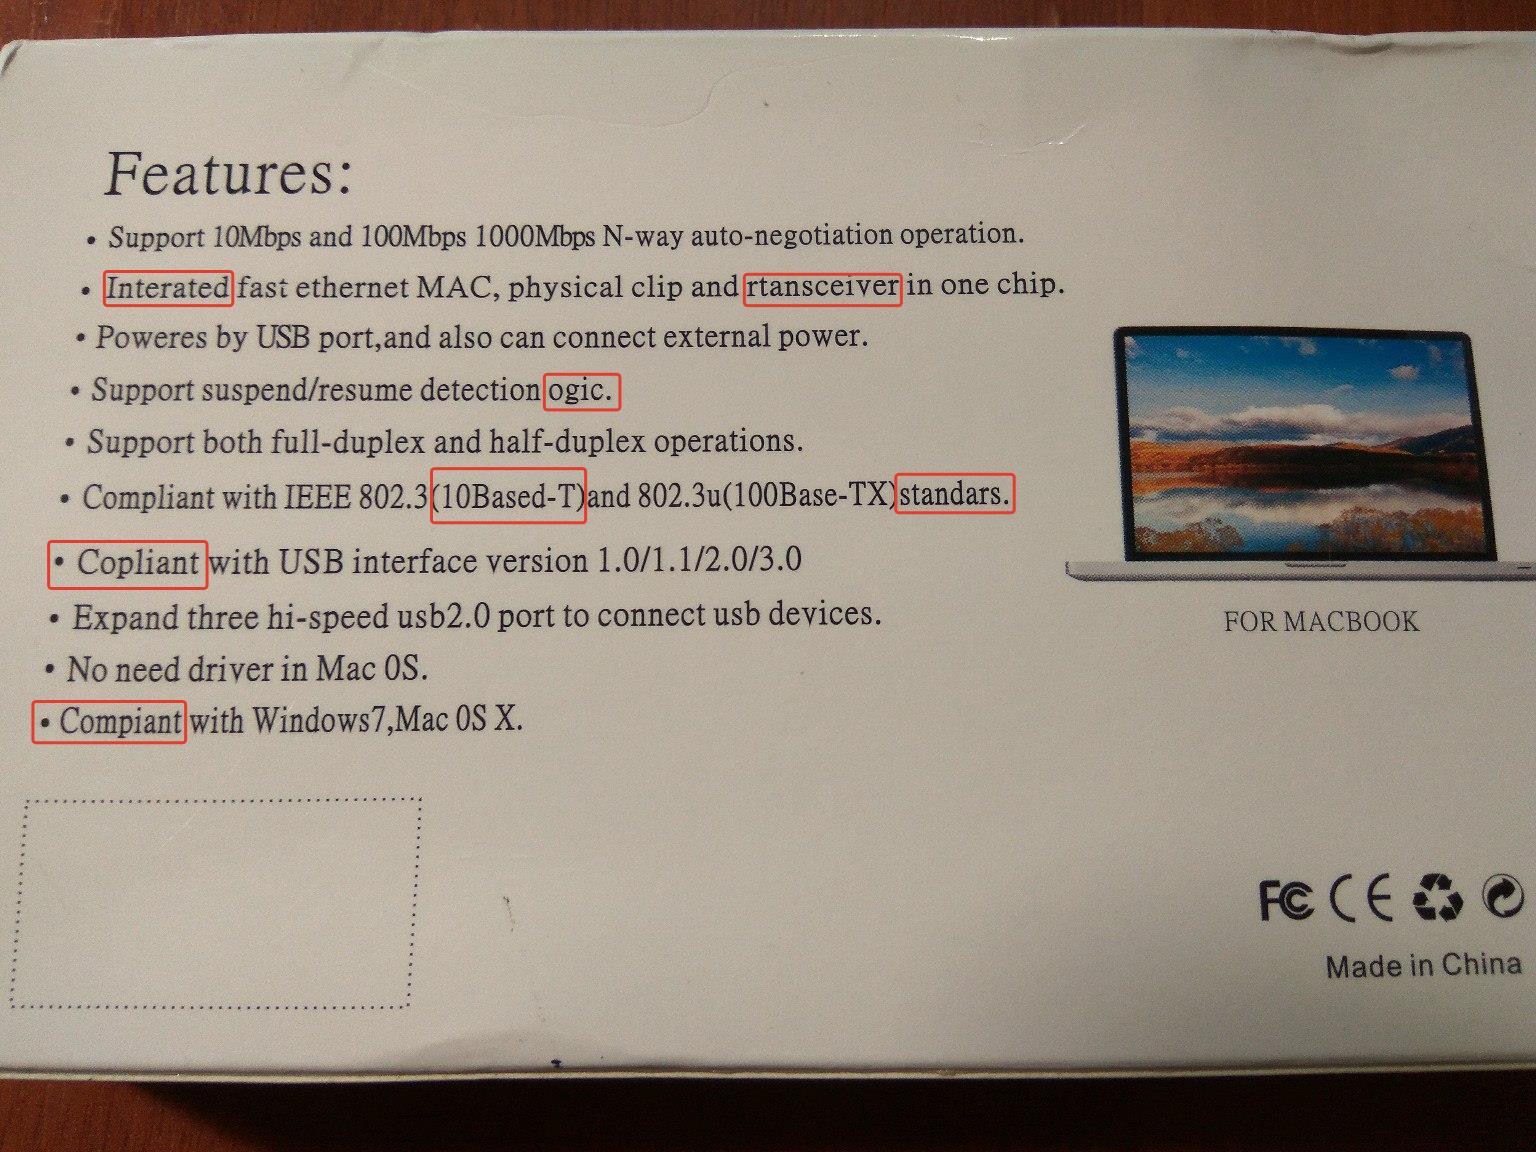 Features:
• Support 10Mbps and 100Mbps 1000Mbps N-way auto-negotiation operation.
• Interated fast ethernet MAC, physical clip and rtansceiver in one chip.
• Poweres by USB port,and also can connect external power.
• Support suspend/resume detection ogic.
• Support both full-duplex and half-duplex operations.
• Compliant with IEEE 802.3(10Based-T)and 802.3u(100Base-TX)standars.
• Copliant with USB interface version 1.0/1.1/2.0/3.0
• Expand three hi-speed usb2.0 port to connect usb devices.
• No need driver in Mac OS.
• Compiant with Windows7,Mac OS X.
FOR MACBOOK
FC CE
Made in China